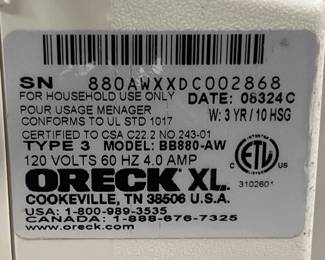 SN 880AWXXDC002868
FOR HOUSEHOLD USE ONLY DATE: 08324C
POUR USAGE MENAGER W: 3 YR / 10 HSG
CONFORMS TO UL STD 1017
CERTIFIED TO CSA C22.2 NO.243-01
TYPE 3 MODEL: BB880-AW
120 VOLTS 60 HZ 4.0 AMP
ETL
ORECK XL.
COOKEVILLE, TN 38506 U.S.A. 3102601
USA: 1-800-989-3535
CANADA: 1-888-676-7325
www.oreck.com